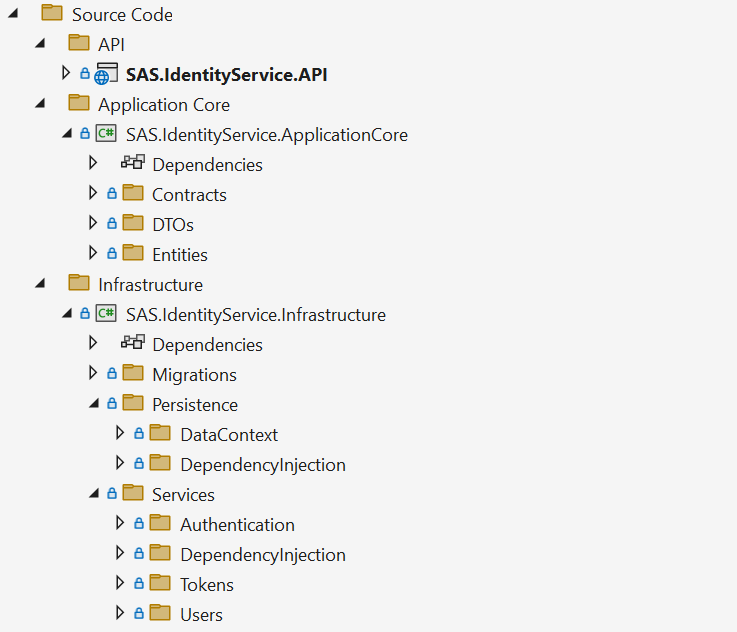 Source Code
API
SAS.IdentityService.API
Application Core
C# SAS.IdentityService.ApplicationCore
Dependencies
Contracts
DTOs
Entities
Infrastructure
C# SAS.IdentityService.Infrastructure
Dependencies
Migrations
Persistence
DataContext
DependencyInjection
Services
Authentication
DependencyInjection
Tokens
Users